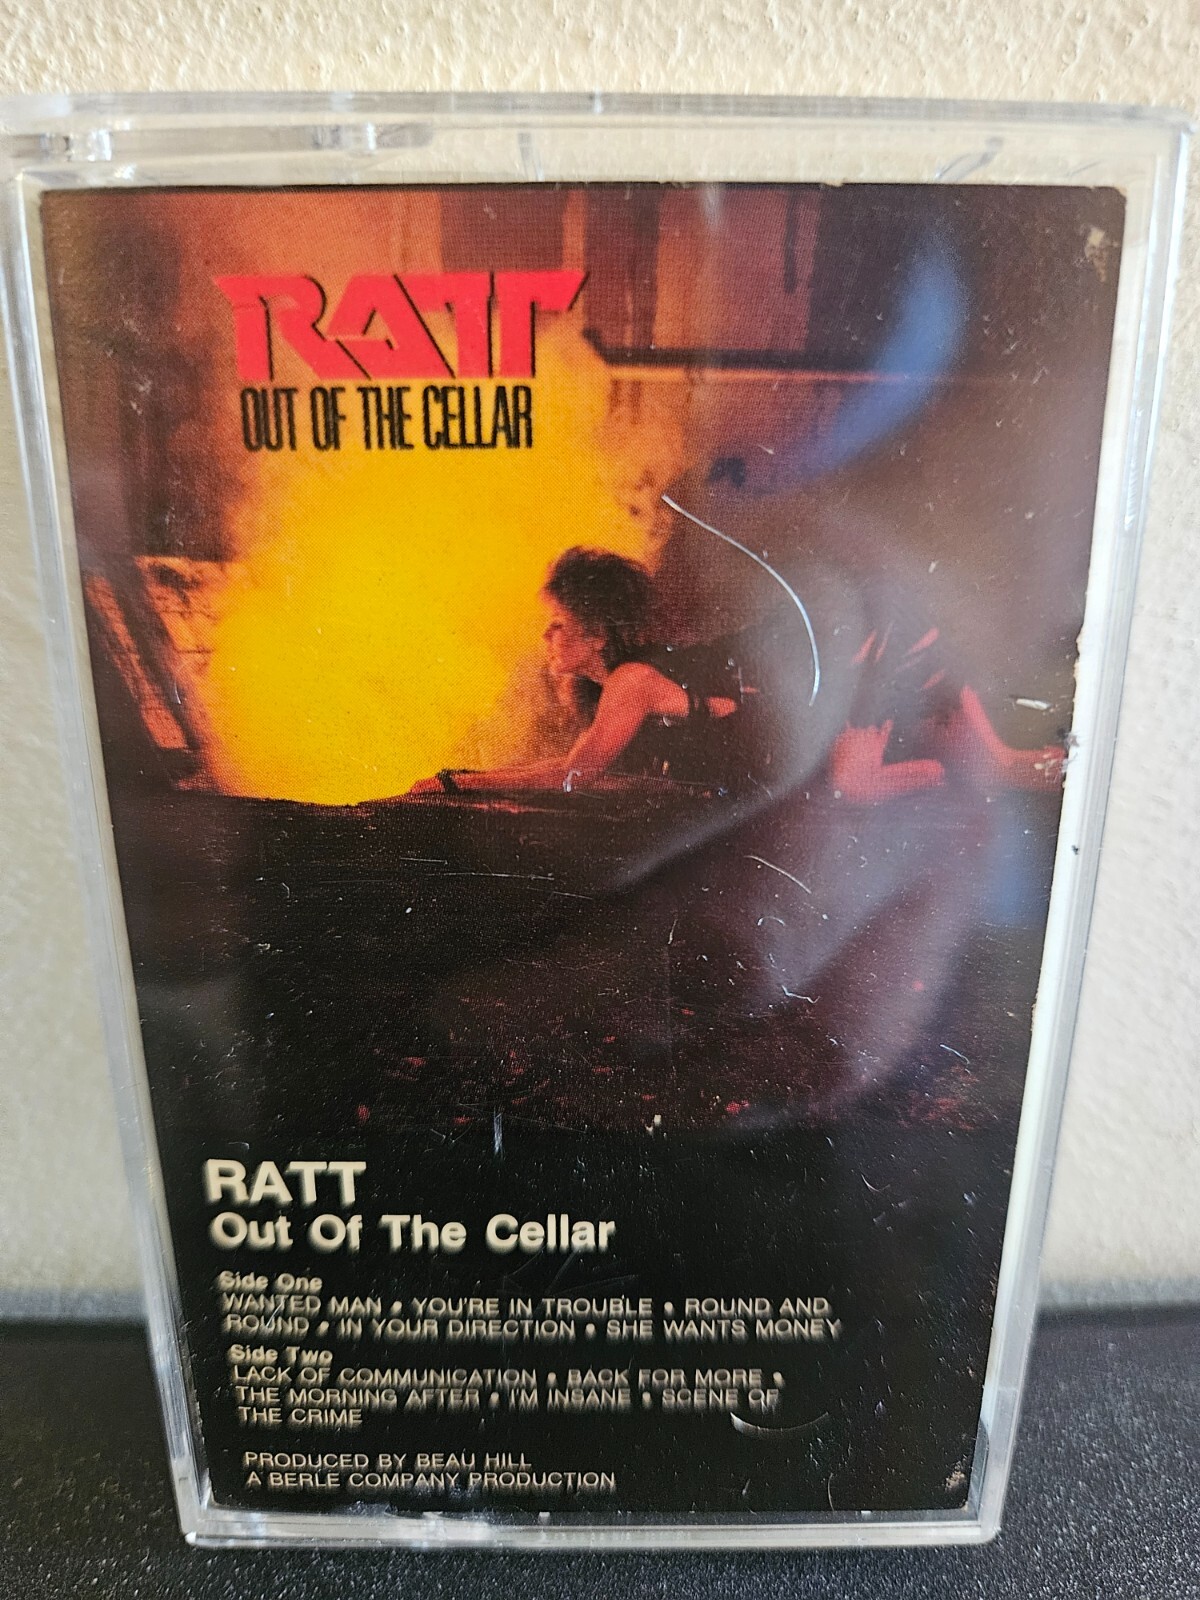 RATT
OUT OF THE CELLAR
RATT
Out Of The Cellar
Side One
WANTED MAN • YOU'RE IN TROUBLE • ROUND AND
ROUND • IN YOUR DIRECTION • SHE WANTS MONEY
Side Two
LACK OF COMMUNICATION • BACK FOR MORE •
THE MORNING AFTER • I'M INSANE • SCENE OF
THE CRIME
PRODUCED BY BEAU HILL
A BERLE COMPANY PRODUCTION